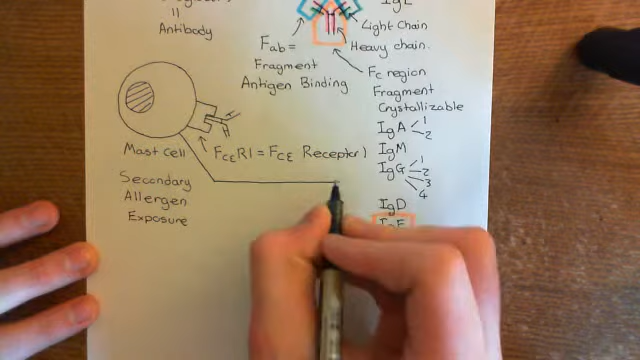 Antibody
Fab =
Fragment
Antigen Binding
Light Chain
Heavy chain.
Fc region
Fragment
Crystallizable
IgA 1
2
IgM
IgG 1
2
3
4
IgD
IgE
Mast cell
FcεRI = Fcε Receptor 1
Secondary
Allergen
Exposure